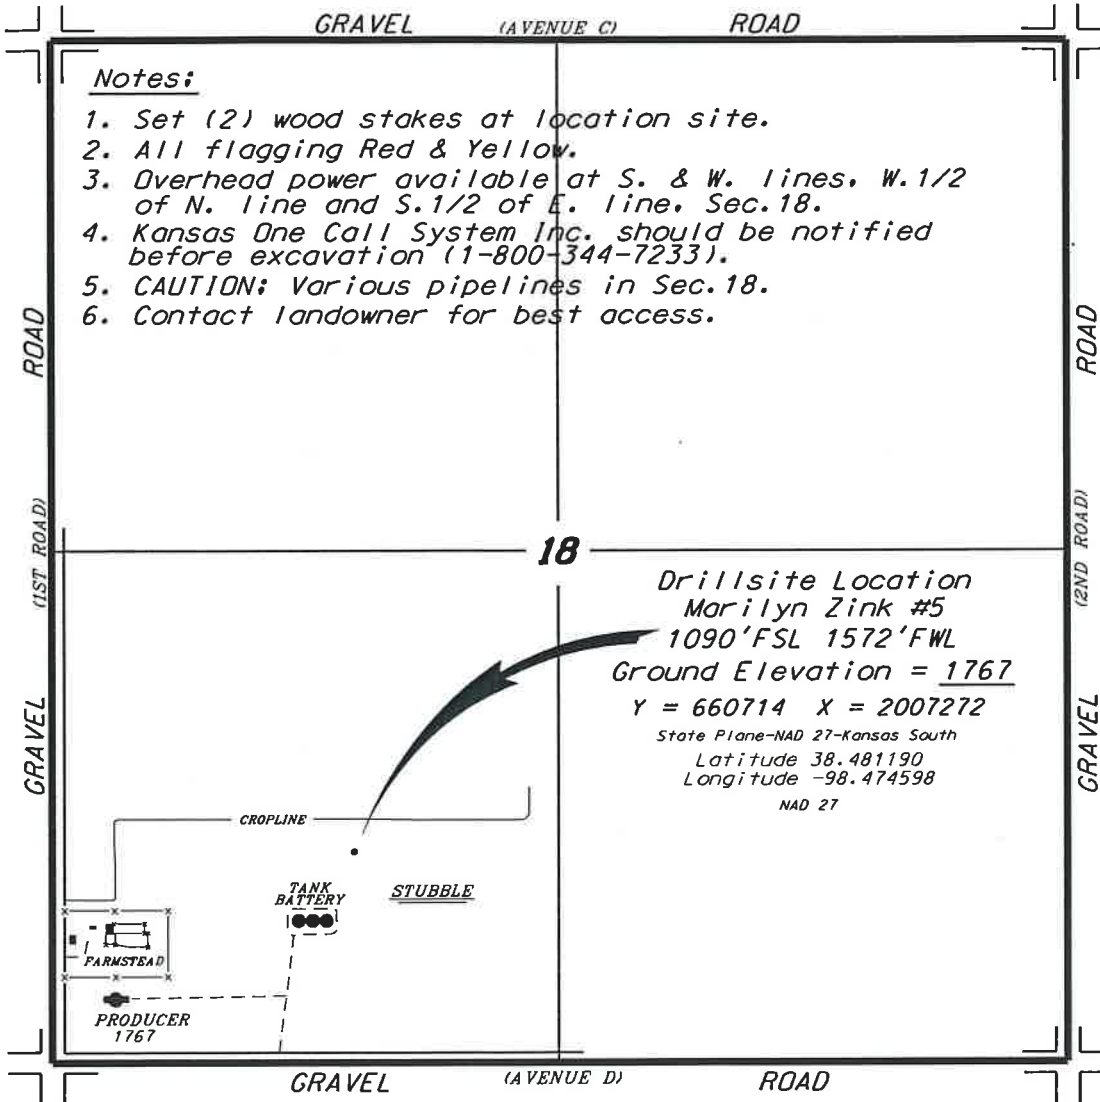 GRAVEL (AVENUE C) ROAD
Notes:
1. Set (2) wood stakes at location site.
2. All flagging Red & Yellow.
3. Overhead power available at S. & W. lines, W.1/2
of N. line and S.1/2 of E. line, Sec.18.
4. Kansas One Call System Inc. should be notified
before excavation (1-800-344-7233).
5. CAUTION: Various pipelines in Sec.18.
6. Contact landowner for best access.
ROAD
(1ST ROAD)
GRAVEL
ROAD
(2ND ROAD)
GRAVEL
18
Drillsite Location
Marilyn Zink #5
1090'FSL 1572'FWL
Ground Elevation = 1767
Y = 660714 X = 2007272
State Plane-NAD 27-Kansas South
Latitude 38.481190
Longitude -98.474598
NAD 27
CROPLINE
TANK
BATTERY
STUBBLE
FARMSTEAD
PRODUCER
1767
GRAVEL (AVENUE D) ROAD